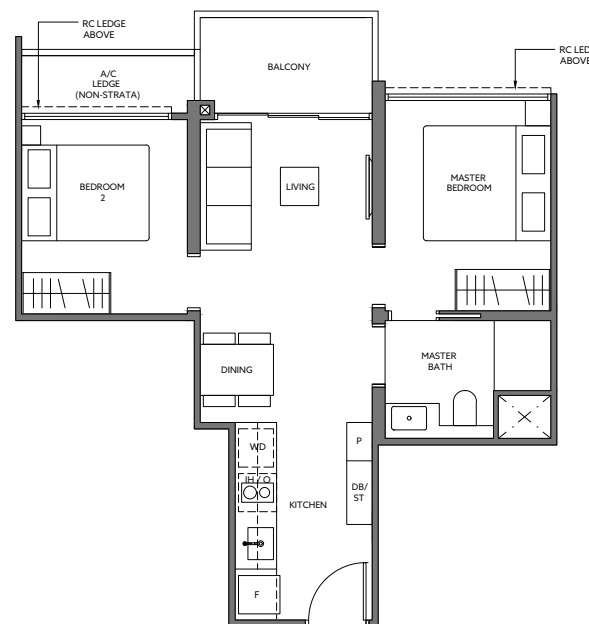 RC LEDGE
ABOVE
A/C
LEDGE
(NON-STRATA)
BALCONY
RC LED
ABOVE
BEDROOM
2
LIVING
MASTER
BEDROOM
DINING
MASTER
BATH
WD
IH / O
P
DB/
ST
KITCHEN
F